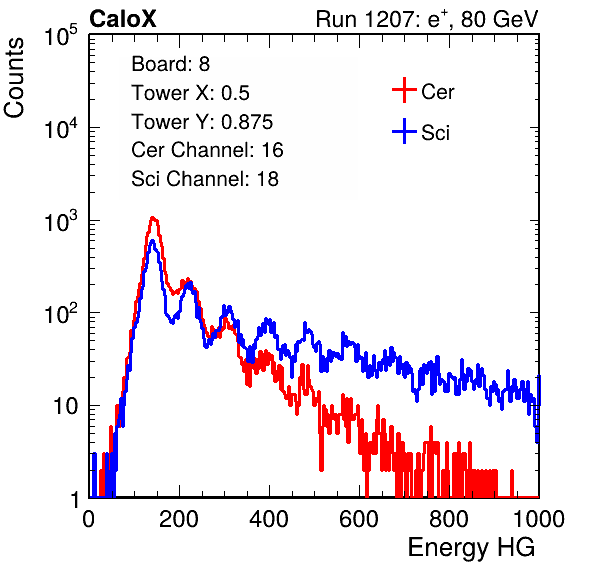 CaloX Run 1207: e⁺, 80 GeV
Counts
10⁵
10⁴
10³
10²
10
1
Board: 8
Tower X: 0.5
Tower Y: 0.875
Cer Channel: 16
Sci Channel: 18
Cer
Sci
0 200 400 600 800 1000
Energy HG